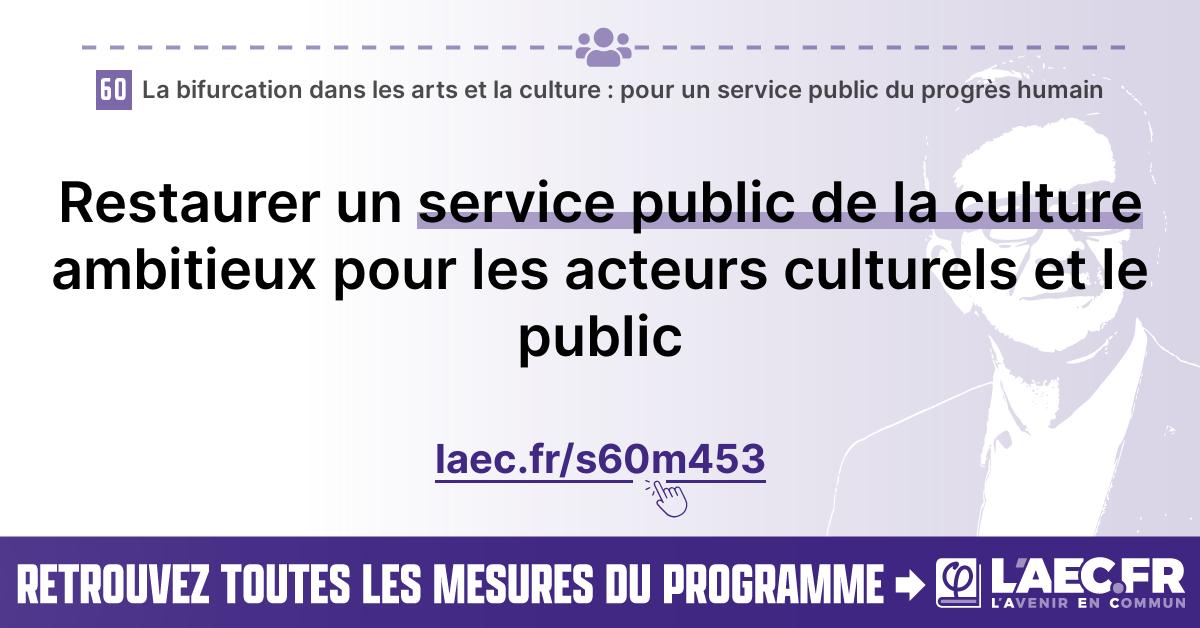 60 La bifurcation dans les arts et la culture : pour un service public du progrès humain
Restaurer un service public de la culture
ambitieux pour les acteurs culturels et le
public
laec.fr/s60m453
RETROUVEZ TOUTES LES MESURES DU PROGRAMME
φ L'AEC.FR
L'AVENIR EN COMMUN